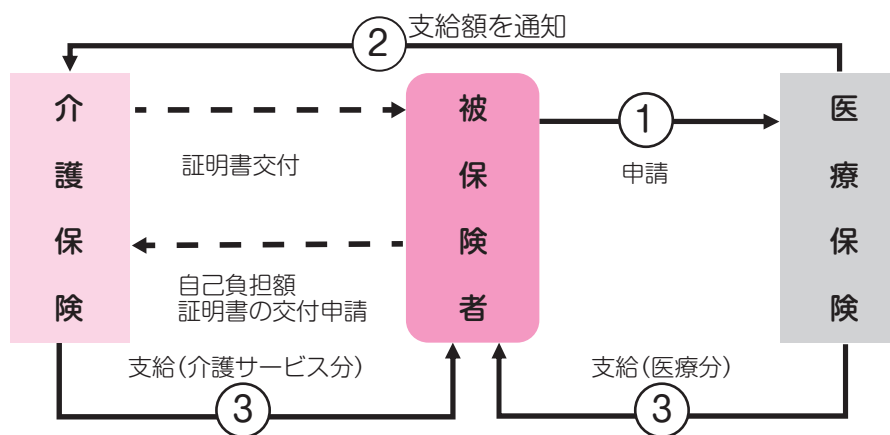 支給額を通知
②
介護保険
被保険者
医療保険
①
証明書交付
申請
自己負担額
証明書の交付申請
支給(介護サービス分)
支給(医療分)
③
③